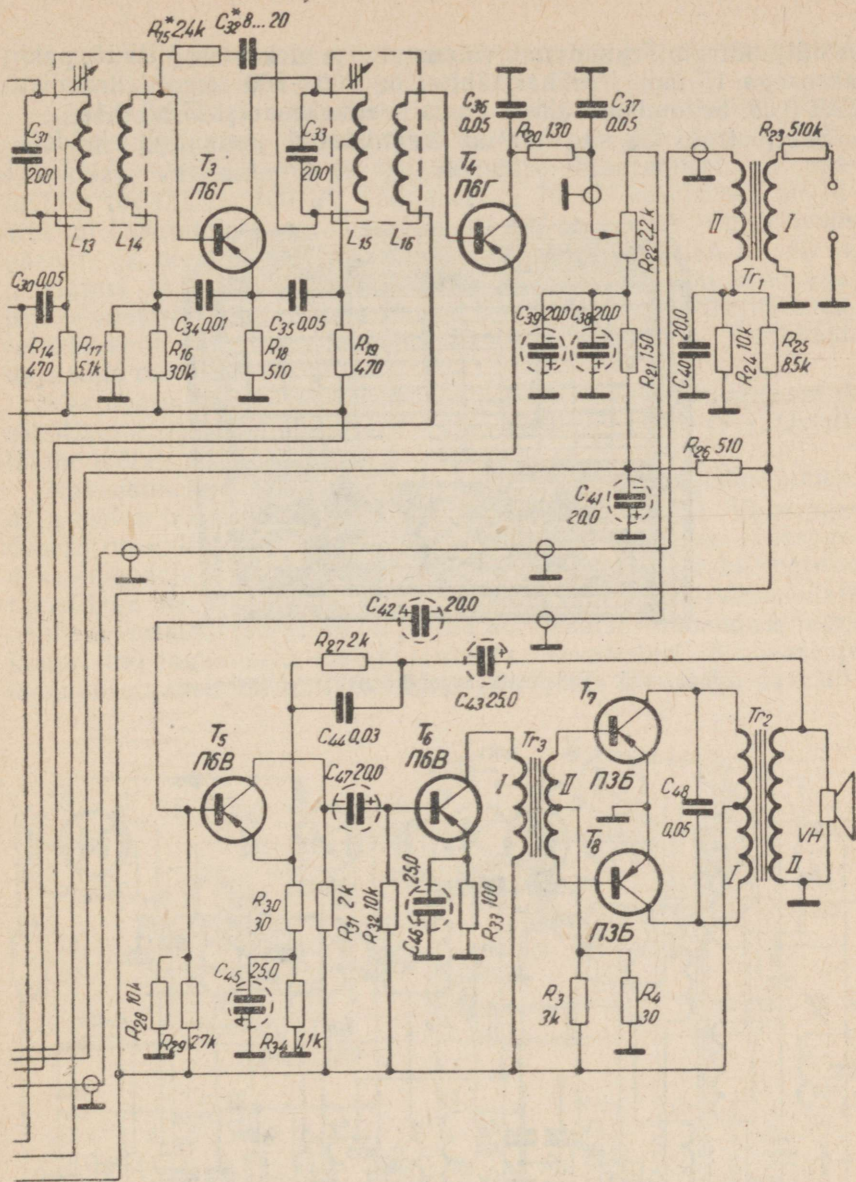 R15* 2,4k C32* 8...20
C31
200
T3
П6Г
C33
200
T4
П6Г
C36
0,05
R20 130
C37
0,05
R23 510k
II I
Tr1
L13 L14
L15 L16
R22 2,2k
C30 0,05
C34 0,01
C35 0,05
C39 20,0
C38 20,0
R21 150
C40 20,0
R24 10k
R25
85k
R14
470
R17
5,1k
R16
30k
R18
510
R19
470
R26 510
C41
20,0
C42 20,0
R27 2k
C43 25,0
C44 0,03
T5
П6В
C47 20,0
T6
П6В
Tr3
I II
T7
П3Б
C48
0,05
Tr2
I II
VH
T8
П3Б
R30
30
R31 2k
R32 10k
C46 25,0
R33 100
R28 10k
R29 27k
C45 25,0
R34 1,1k
R3
3k
R4
30